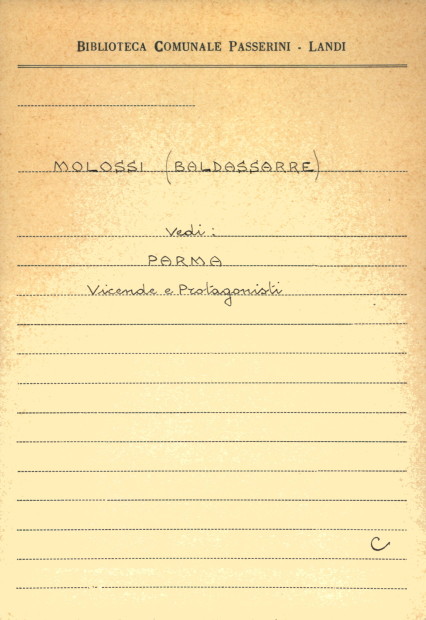 BIBLIOTECA COMUNALE PASSERINI - LANDI
MOLOSSI (BALDASSARRE)
Vedi:
PARMA
Vicende e Protagonisti
C